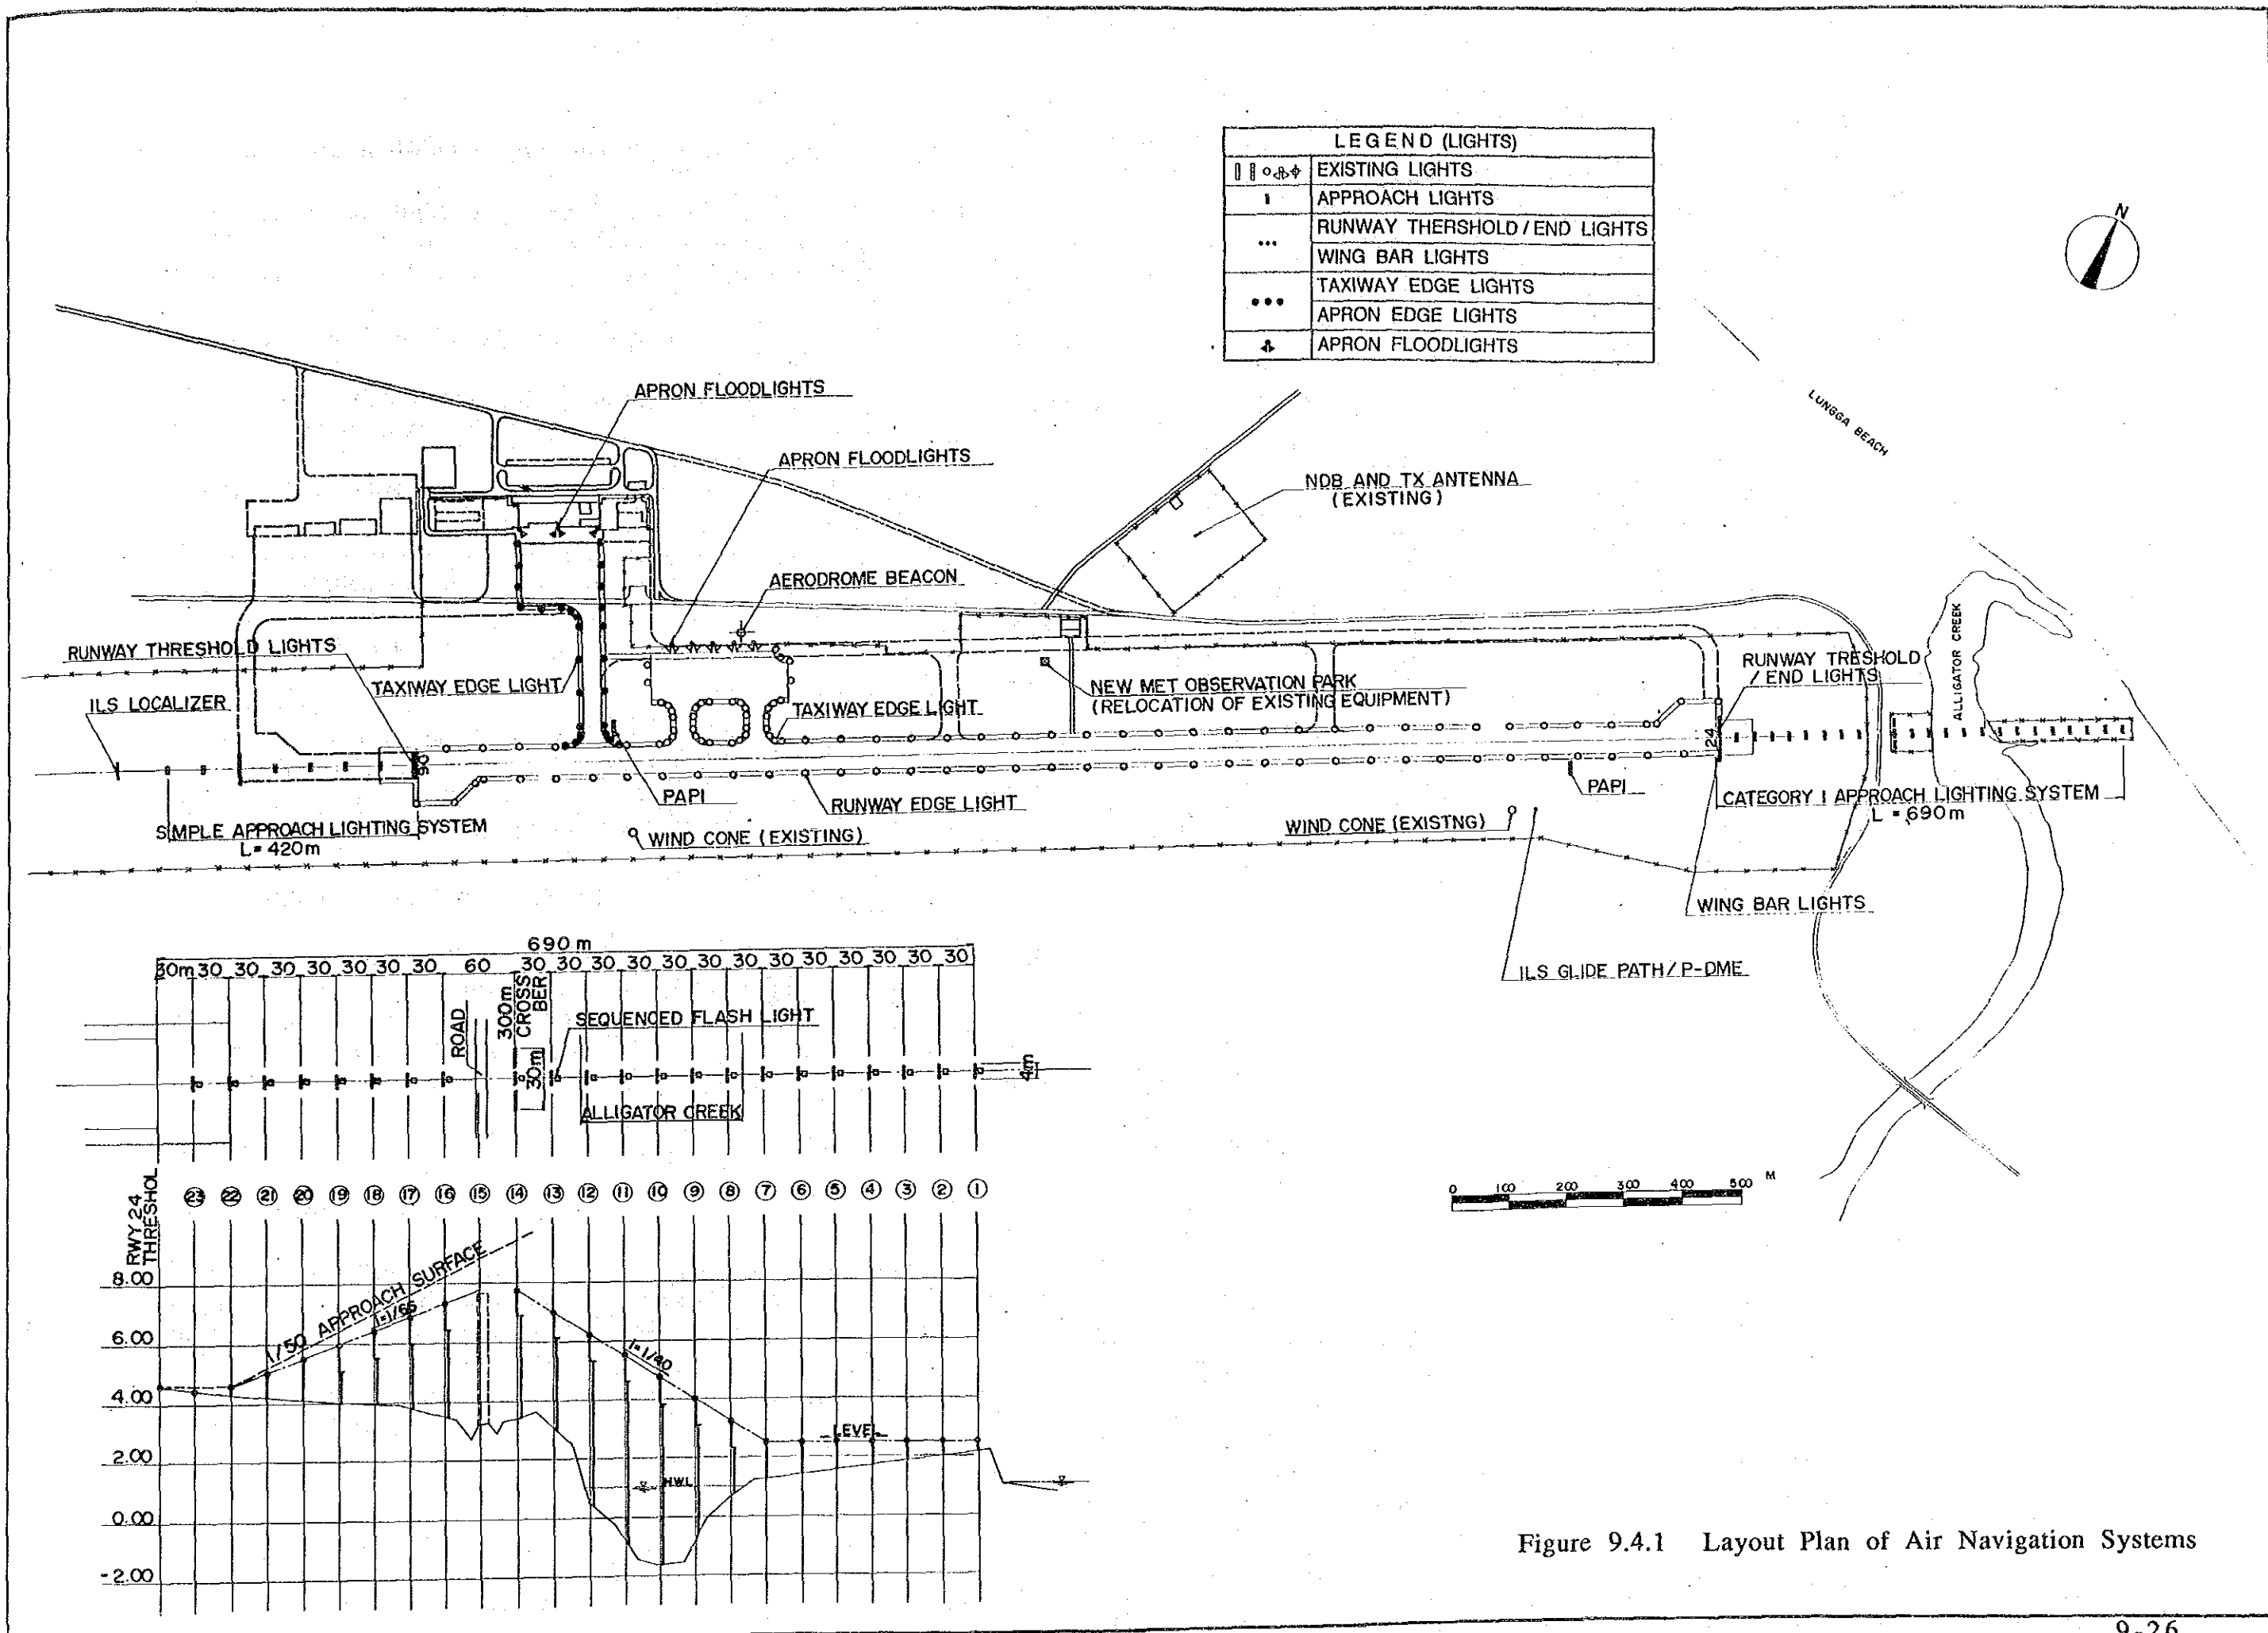 LEGEND (LIGHTS)
EXISTING LIGHTS
APPROACH LIGHTS
RUNWAY THERSHOLD / END LIGHTS
WING BAR LIGHTS
TAXIWAY EDGE LIGHTS
APRON EDGE LIGHTS
APRON FLOODLIGHTS
N
LUNGGA BEACH
APRON FLOODLIGHTS
APRON FLOODLIGHTS
NDB AND TX ANTENNA
(EXISTING)
AERODROME BEACON
ALLIGATOR CREEK
RUNWAY THRESHOLD LIGHTS
TAXIWAY EDGE LIGHT
ILS LOCALIZER
NEW MET OBSERVATION PARK
(RELOCATION OF EXISTING EQUIPMENT)
TAXIWAY EDGE LIGHT
RUNWAY TRESHOLD
/ END LIGHTS
06
24
PAPI
RUNWAY EDGE LIGHT
PAPI
CATEGORY I APPROACH LIGHTING SYSTEM
L = 690m
SIMPLE APPROACH LIGHTING SYSTEM
L = 420m
WIND CONE (EXISTING)
WIND CONE (EXISTNG)
WING BAR LIGHTS
ILS GLIDE PATH / P-DME
690 m
30m 30 30 30 30 30 30 30 60 30 30 30 30 30 30 30 30 30 30 30 30 30
ROAD
300m
CROSS
BER
30m
SEQUENCED FLASH LIGHT
4m
ALLIGATOR CREEK
RWY 24
THRESHOL
23 22 21 20 19 18 17 16 15 14 13 12 11 10 9 8 7 6 5 4 3 2 1
0 100 200 300 400 500 M
1/50 APPROACH SURFACE
i=1/66
i=1/40
LEVEL
HWL
8.00
6.00
4.00
2.00
0.00
-2.00
Figure 9.4.1 Layout Plan of Air Navigation Systems
9-26